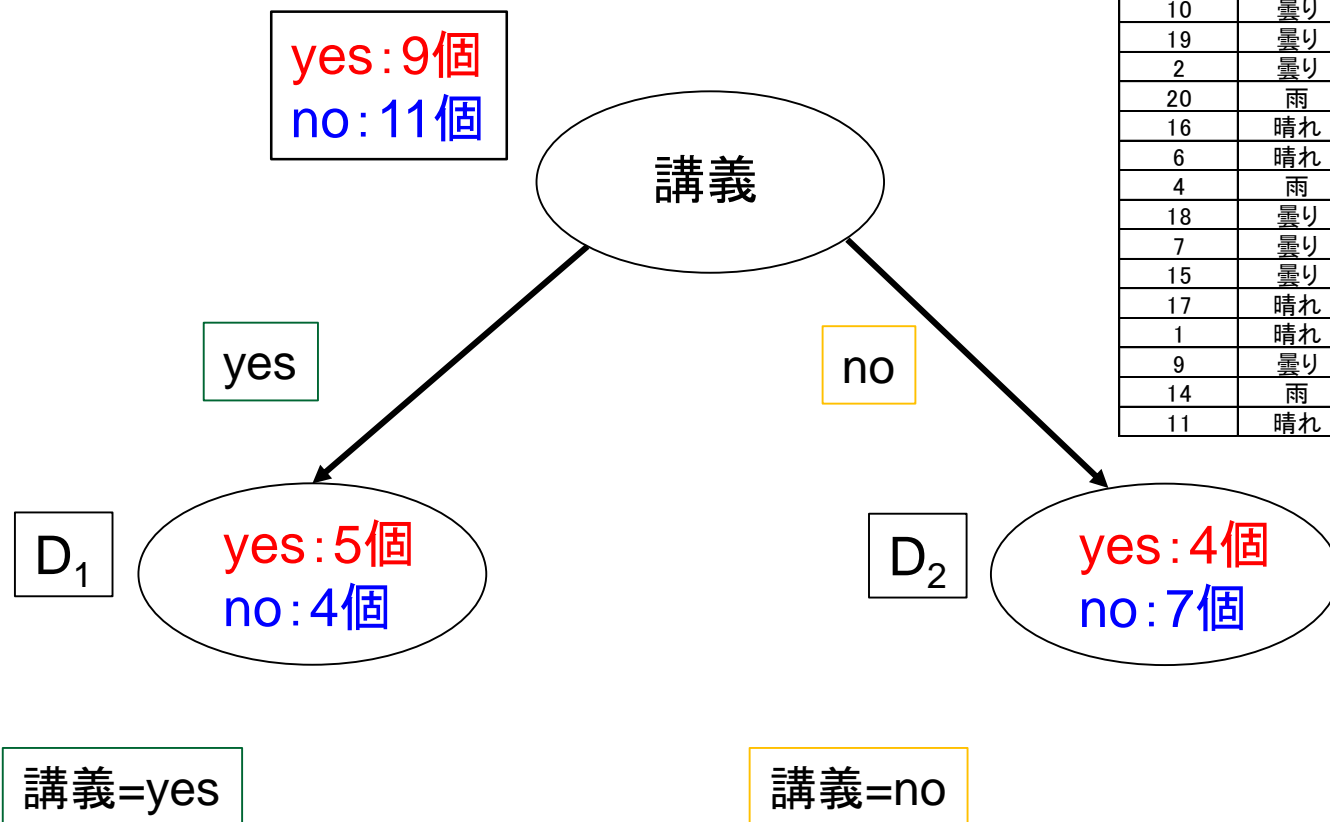 yes:9個
no:11個
講義
10 曇り
19 曇り
2 曇り
20 雨
16 晴れ
6 晴れ
4 雨
18 曇り
7 曇り
15 曇り
17 晴れ
1 晴れ
9 曇り
14 雨
11 晴れ
yes
no
D₁
yes:5個
no:4個
D₂
yes:4個
no:7個
講義=yes
講義=no